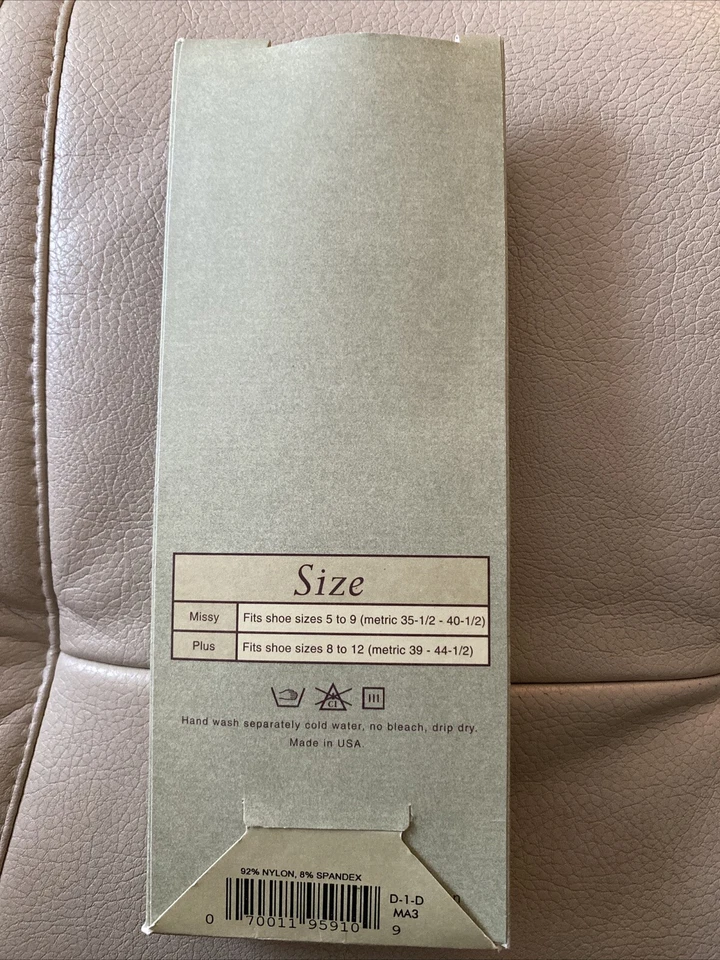 Size
Missy Fits shoe sizes 5 to 9 (metric 35-1/2 - 40-1/2)
Plus Fits shoe sizes 8 to 12 (metric 39 - 44-1/2)
Cl
Hand wash separately cold water, no bleach, drip dry.
Made in USA.
92% NYLON, 8% SPANDEX
D-1-D
MA3
0 70011 95910 9